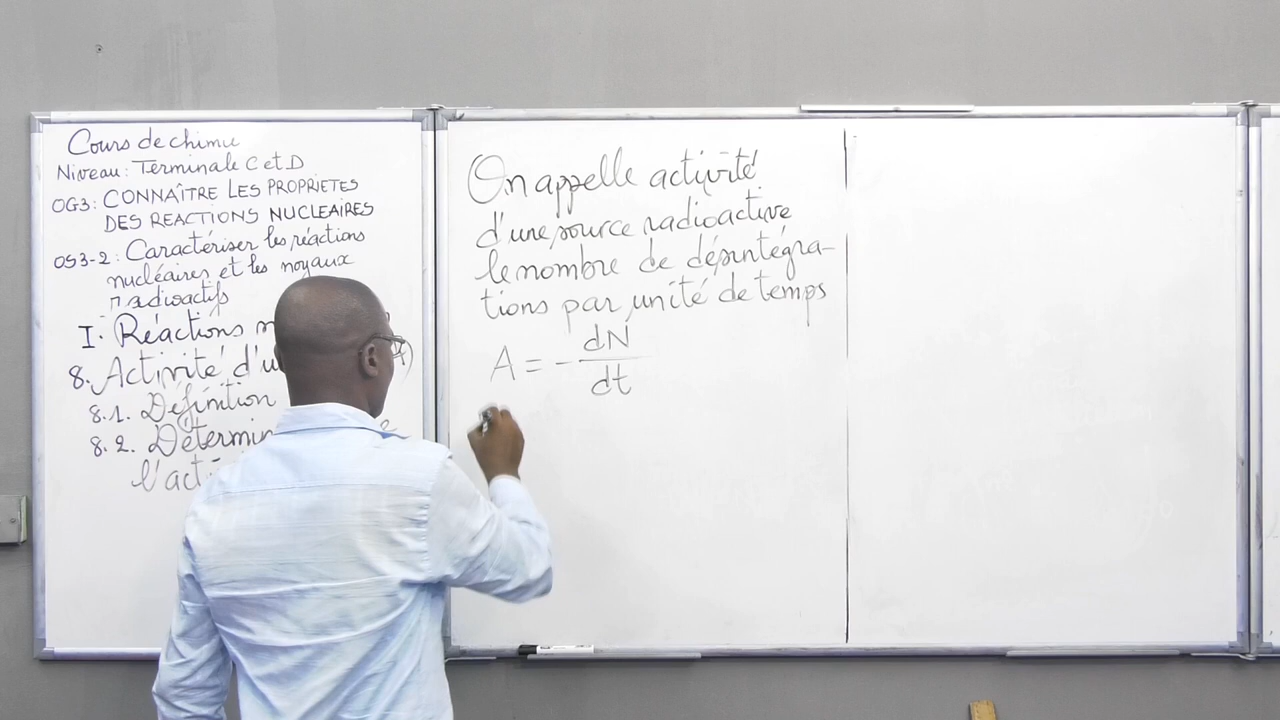 Cours de chimie
Niveau: Terminale C et D
OG3: CONNAÎTRE LES PROPRIETES
DES REACTIONS NUCLEAIRES
OS3-2: Caractériser les réactions
nucléaires et les noyaux
radioactifs
I. Réactions
8. Activité
8.1. Définition
8.2.
On appelle activité
d'une source radioactive
le nombre de désintégra-
tions par unité de temps
A = - dN/dt